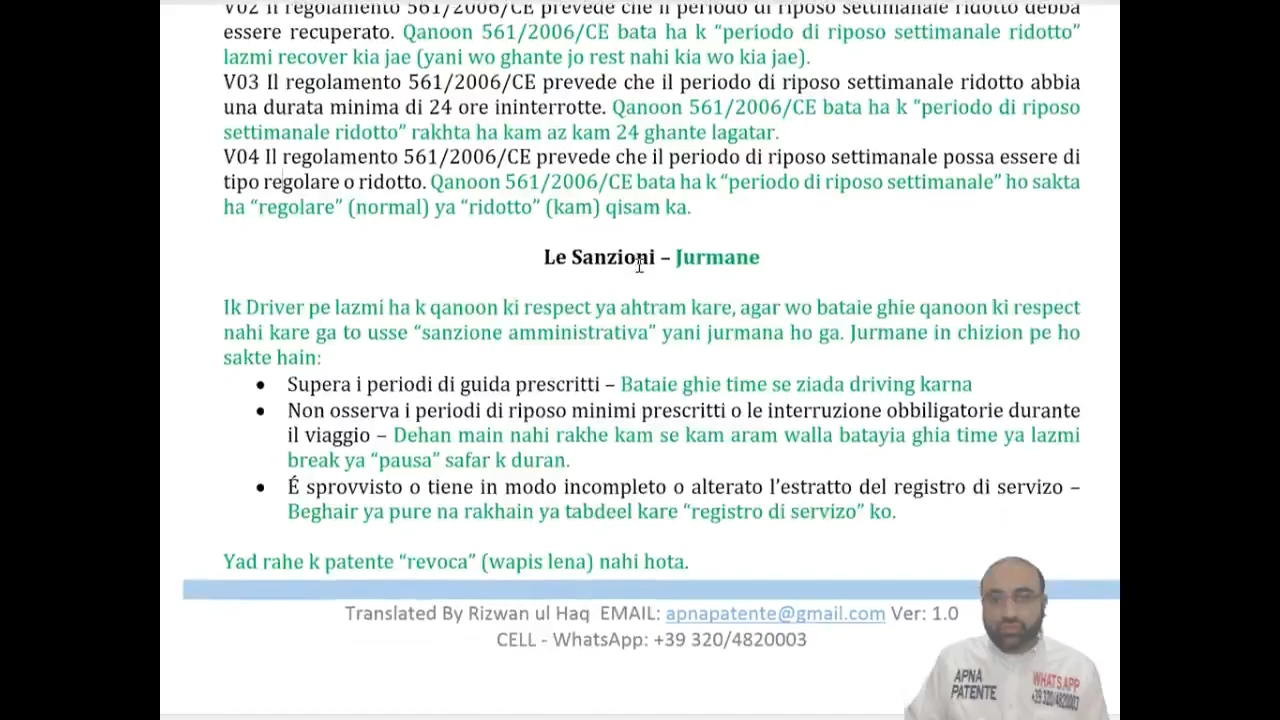 V02 Il regolamento 561/2006/CE prevede che il periodo di riposo settimanale ridotto debba
essere recuperato. Qanoon 561/2006/CE bata ha k “periodo di riposo settimanale ridotto”
lazmi recover kia jae (yani wo ghante jo rest nahi kia wo kia jae).
V03 Il regolamento 561/2006/CE prevede che il periodo di riposo settimanale ridotto abbia
una durata minima di 24 ore ininterrotte. Qanoon 561/2006/CE bata ha k “periodo di riposo
settimanale ridotto” rakhta ha kam az kam 24 ghante lagatar.
V04 Il regolamento 561/2006/CE prevede che il periodo di riposo settimanale possa essere di
tipo regolare o ridotto. Qanoon 561/2006/CE bata ha k “periodo di riposo settimanale” ho sakta
ha “regolare” (normal) ya “ridotto” (kam) qisam ka.
Le Sanzioni – Jurmane
Ik Driver pe lazmi ha k qanoon ki respect ya ahtram kare, agar wo bataie ghie qanoon ki respect
nahi kare ga to usse “sanzione amministrativa” yani jurmana ho ga. Jurmane in chizion pe ho
sakte hain:
• Supera i periodi di guida prescritti – Bataie ghie time se ziada driving karna
• Non osserva i periodi di riposo minimi prescritti o le interruzione obbiligatorie durante
il viaggio – Dehan main nahi rakhe kam se kam aram walla batayia ghia time ya lazmi
break ya “pausa” safar k duran.
• É sprovvisto o tiene in modo incompleto o alterato l’estratto del registro di servizo –
Beghair ya pure na rakhain ya tabdeel kare “registro di servizo” ko.
Yad rahe k patente “revoca” (wapis lena) nahi hota.
Translated By Rizwan ul Haq EMAIL: apnapatente@gmail.com Ver: 1.0
CELL - WhatsApp: +39 320/4820003
APNA
PATENTE
WHATSAPP
+39 320/4820003